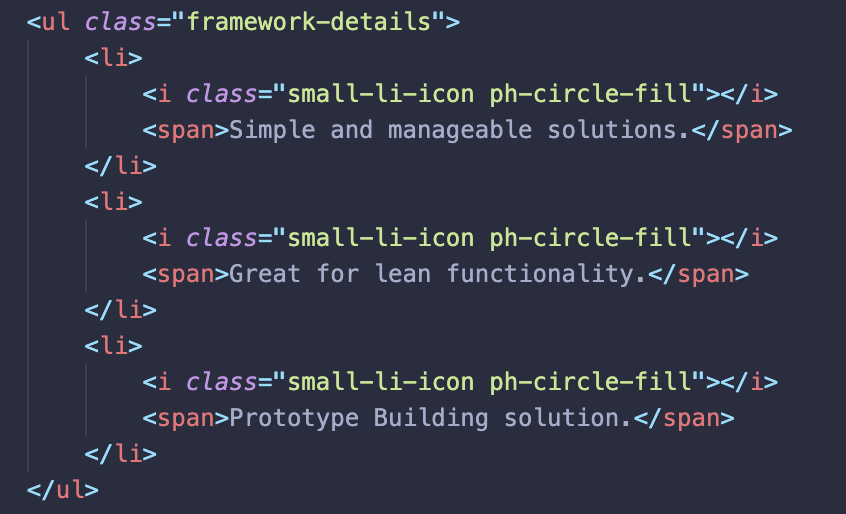 <ul class="framework-details">
    <li>
        <i class="small-li-icon ph-circle-fill"></i>
        <span>Simple and manageable solutions.</span>
    </li>
    <li>
        <i class="small-li-icon ph-circle-fill"></i>
        <span>Great for lean functionality.</span>
    </li>
    <li>
        <i class="small-li-icon ph-circle-fill"></i>
        <span>Prototype Building solution.</span>
    </li>
</ul>